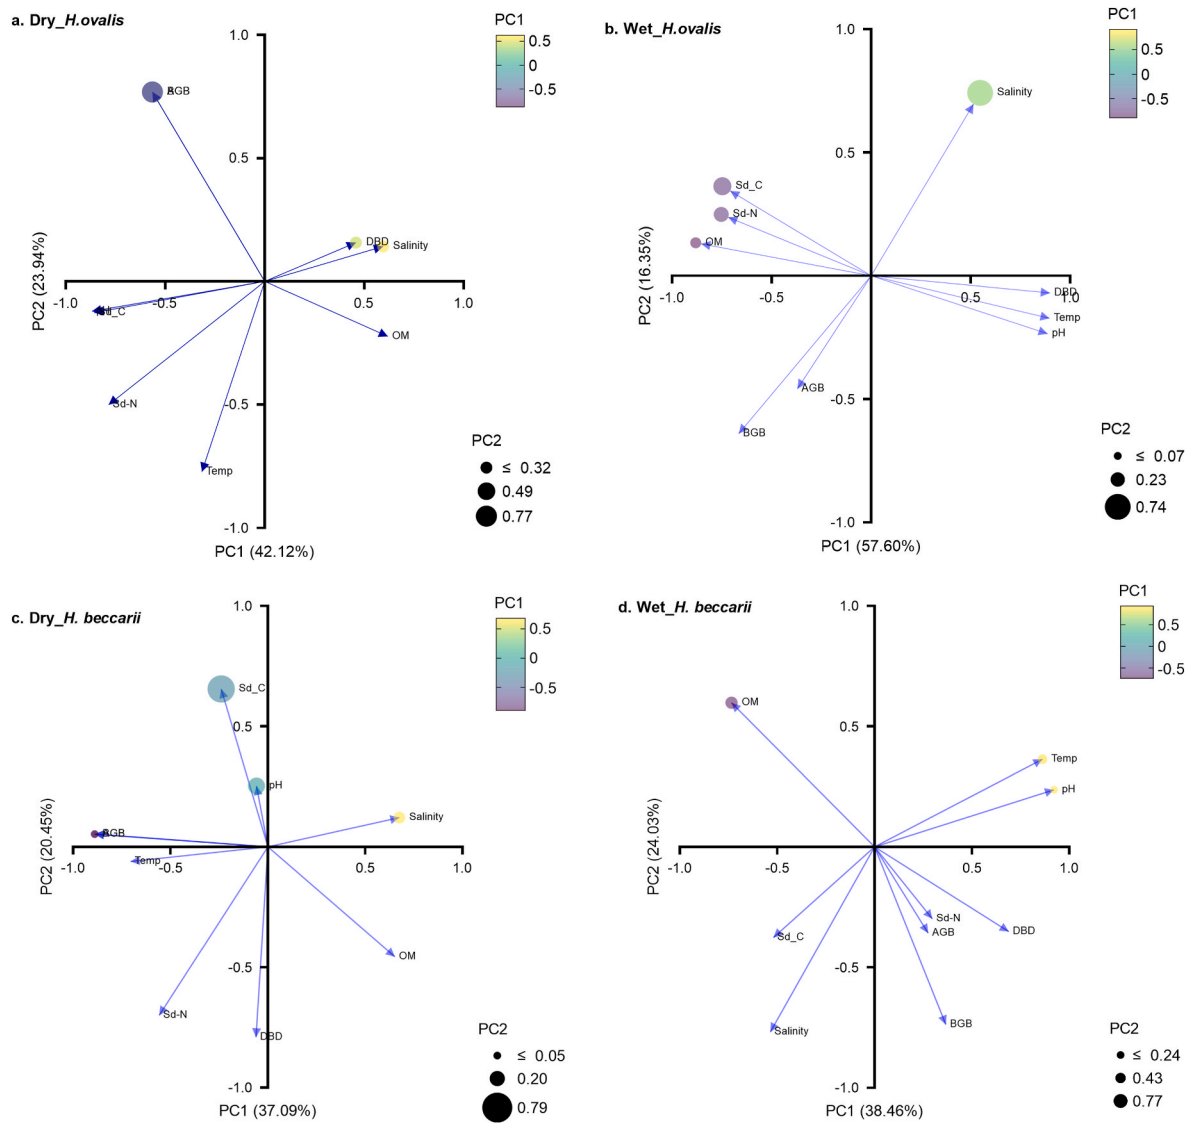 a. Dry_H.ovalis
PC1
0.5
0
-0.5
1.0
0.5
-0.5
-1.0
-1.0
-0.5
0.5
1.0
DBD
Salinity
OM
Sd-N
Temp
PC2 (23.94%)
PC1 (42.12%)
PC2
≤ 0.32
0.49
0.77
b. Wet_H.ovalis
PC1
0.5
0
-0.5
1.0
0.5
-0.5
-1.0
-1.0
-0.5
0.5
1.0
Salinity
Sd_C
Sd-N
OM
DBD
Temp
pH
AGB
BGB
PC2 (16.35%)
PC1 (57.60%)
PC2
≤ 0.07
0.23
0.74
c. Dry_H. beccarii
PC1
0.5
0
-0.5
1.0
0.5
-0.5
-1.0
-1.0
-0.5
0.5
1.0
Sd_C
pH
Salinity
Temp
OM
Sd-N
DBD
PC2 (20.45%)
PC1 (37.09%)
PC2
≤ 0.05
0.20
0.79
d. Wet_H. beccarii
PC1
0.5
0
-0.5
1.0
0.5
-0.5
-1.0
-1.0
-0.5
0.5
1.0
OM
Temp
pH
Sd-N
AGB
DBD
Sd_C
Salinity
BGB
PC2 (24.03%)
PC1 (38.46%)
PC2
≤ 0.24
0.43
0.77